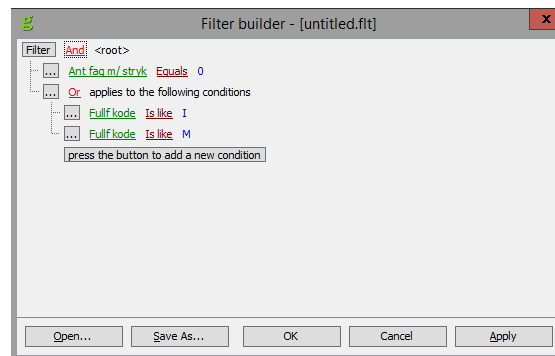 Filter builder - [untitled.flt]
x
Filter And <root>
... Ant fag m/ stryk Equals 0
... Or applies to the following conditions
... Fullf kode Is like I
... Fullf kode Is like M
press the button to add a new condition
Open... Save As... OK Cancel Apply